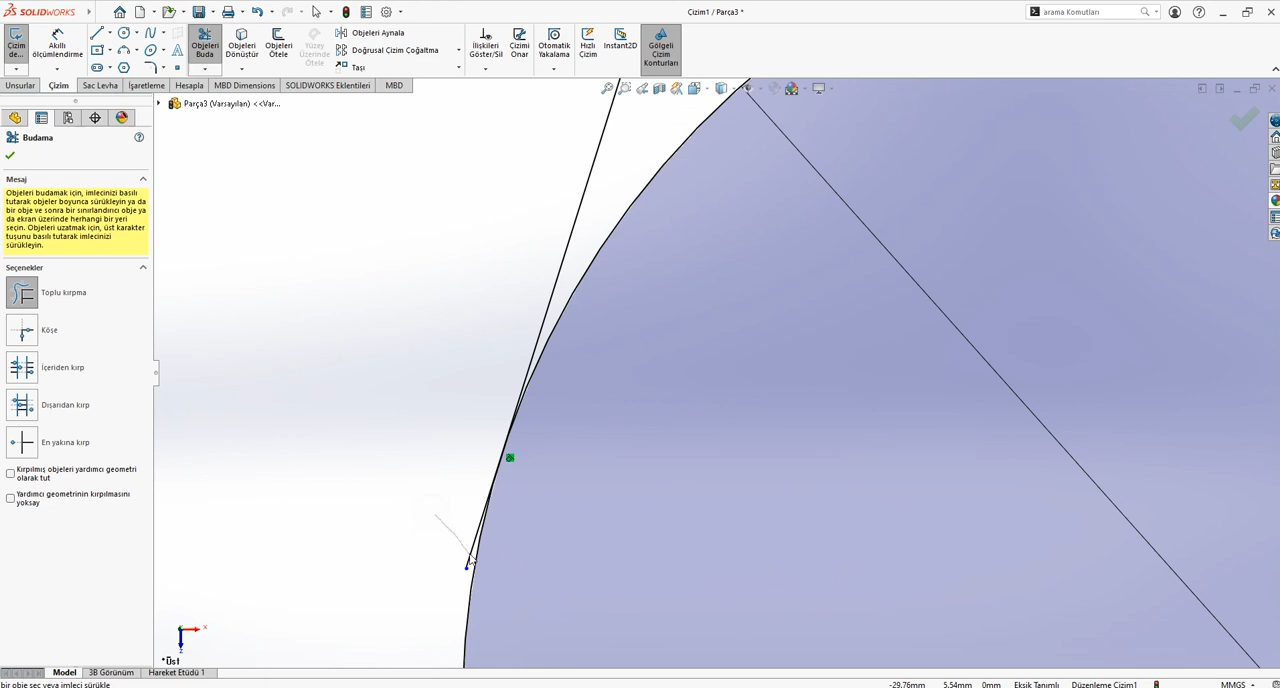 SOLIDWORKS
Çizim1 / Parça3 *
arama Komutları
Çizim de...
Akıllı ölçümlendirme
Objeleri Buda
Objeleri Dönüştür
Objeleri Ötele
Yüzey Üzerinde Ötele
Objeleri Aynala
Doğrusal Çizim Çoğaltma
Taşı
İlişkileri Göster/Sil
Çizimi Onar
Otomatik Yakalama
Hızlı Çizim
Instant2D
Gölgeli Çizim Konturları
Unsurlar
Çizim
Sac Levha
İşaretleme
Hesapla
MBD Dimensions
SOLIDWORKS Eklentileri
MBD
Parça3 (Varsayılan) <<Var...
Budama
Mesaj
Objeleri budamak için, imlecinizi basılı
tutarak objeler boyunca sürükleyin ya da
bir obje ve sonra bir sınırlandırıcı obje ya
da ekran üzerinde herhangi bir yeri
seçin. Objeleri uzatmak için, üst karakter
tuşunu basılı tutarak imlecinizi
sürükleyin.
Seçenekler
Toplu kırpma
Köşe
İçeriden kırp
Dışarıdan kırp
En yakına kırp
Kırpılmış objeleri yardımcı geometri
olarak tut
Yardımcı geometrinin kırpılmasını
yoksay
x
*Üst
Model
3B Görünüm
Hareket Etüdü 1
bir obje seç veya imleci sürükle
-29.76mm
5.54mm
0mm
Eksik Tanımlı
Düzenleme Çizim1
MMGS